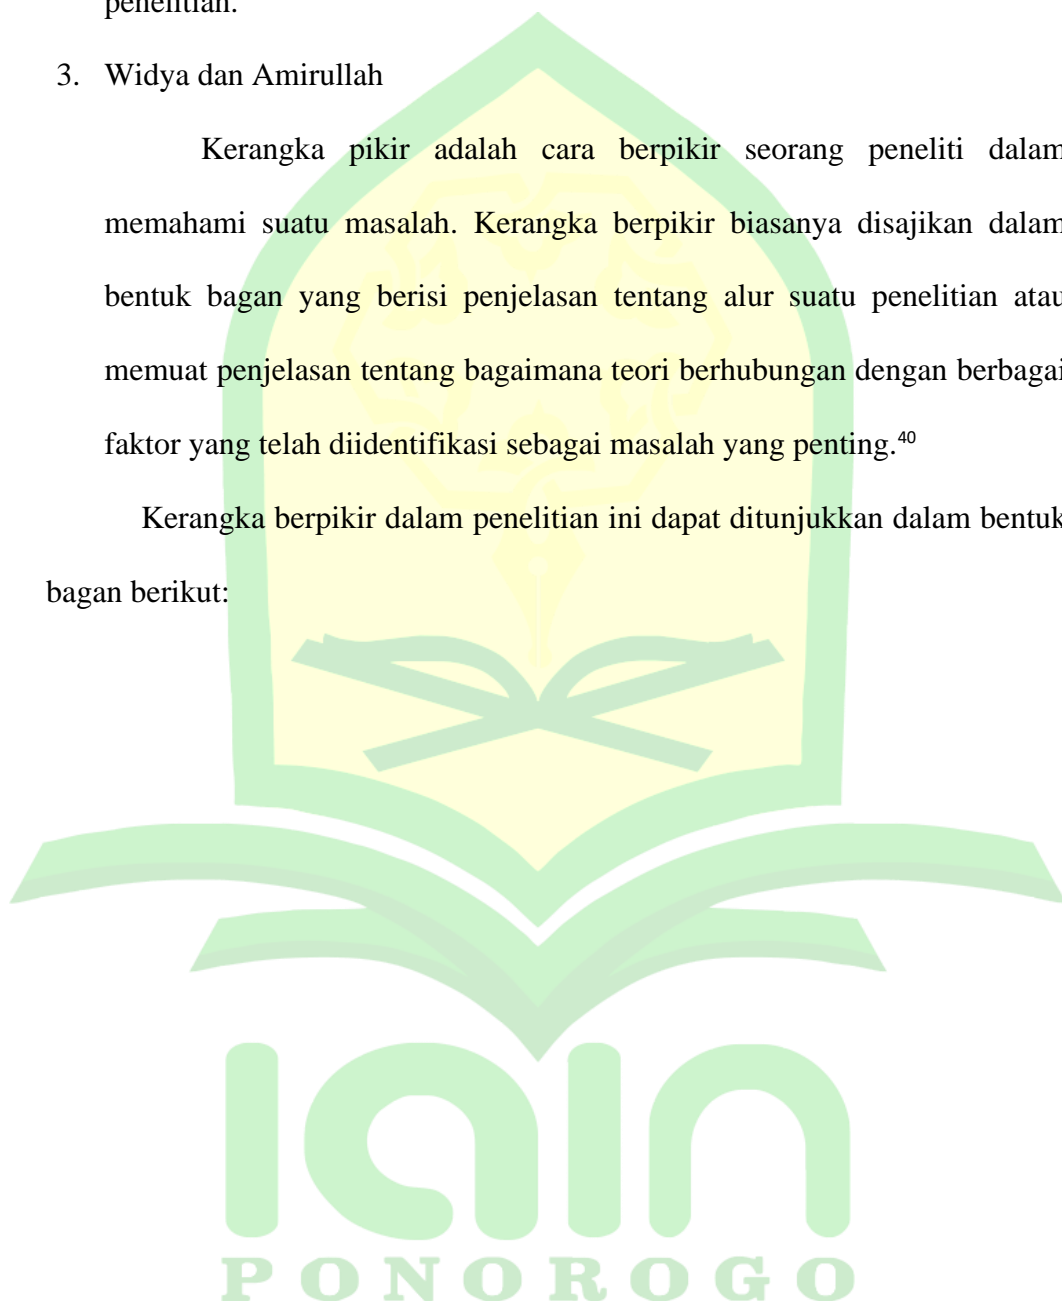 penelitian.
3. Widya dan Amirullah
Kerangka pikir adalah cara berpikir seorang peneliti dalam
memahami suatu masalah. Kerangka berpikir biasanya disajikan dalam
bentuk bagan yang berisi penjelasan tentang alur suatu penelitian atau
memuat penjelasan tentang bagaimana teori berhubungan dengan berbagai
faktor yang telah diidentifikasi sebagai masalah yang penting.⁴⁰
Kerangka berpikir dalam penelitian ini dapat ditunjukkan dalam bentuk
bagan berikut:
iain
PONOROGO